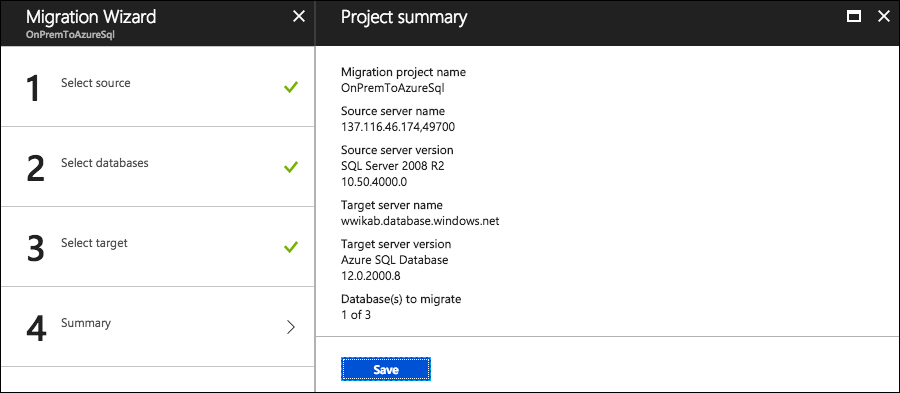 Migration Wizard
OnPremToAzureSql
1
Select source
2
Select databases
3
Select target
4
Summary
Project summary
Migration project name
OnPremToAzureSql
Source server name
137.116.46.174,49700
Source server version
SQL Server 2008 R2
10.50.4000.0
Target server name
wwikab.database.windows.net
Target server version
Azure SQL Database
12.0.2000.8
Database(s) to migrate
1 of 3
Save